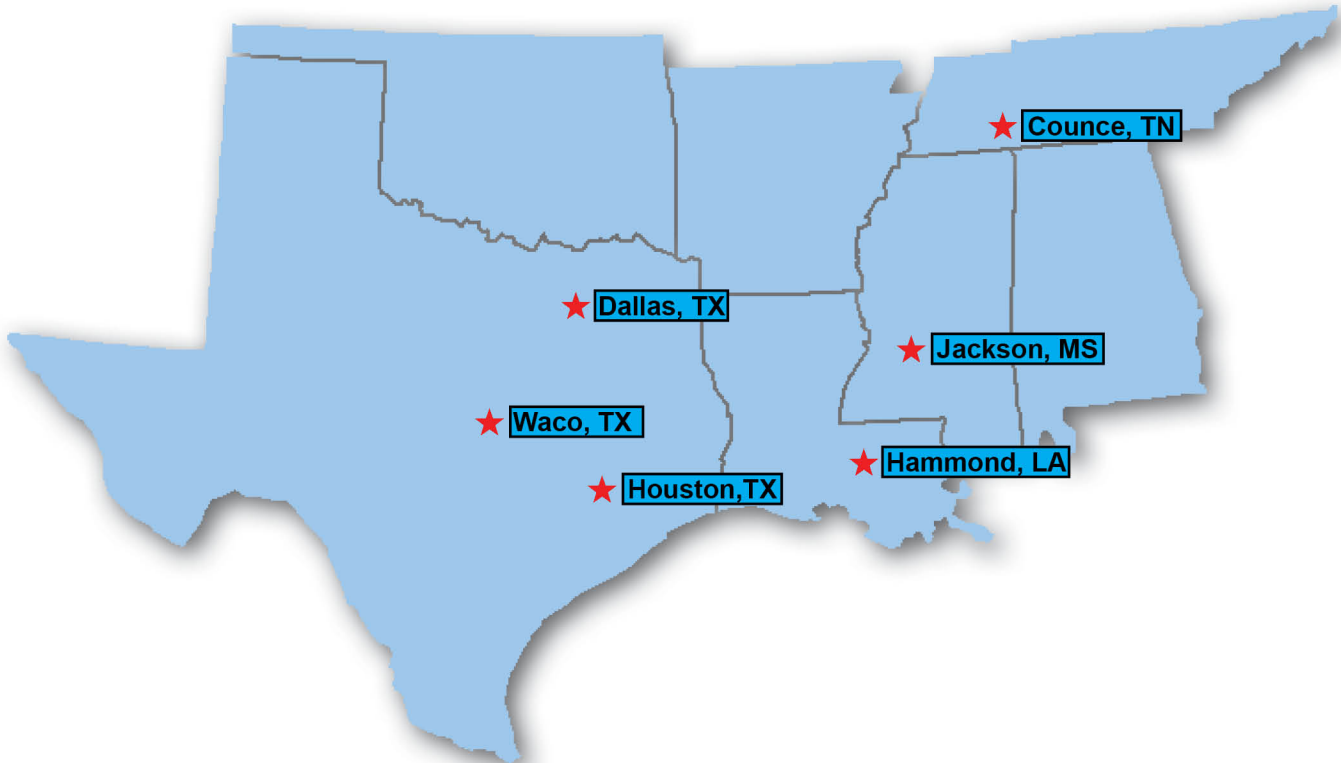 Counce, TN
Dallas, TX
Jackson, MS
Waco, TX
Hammond, LA
Houston,TX